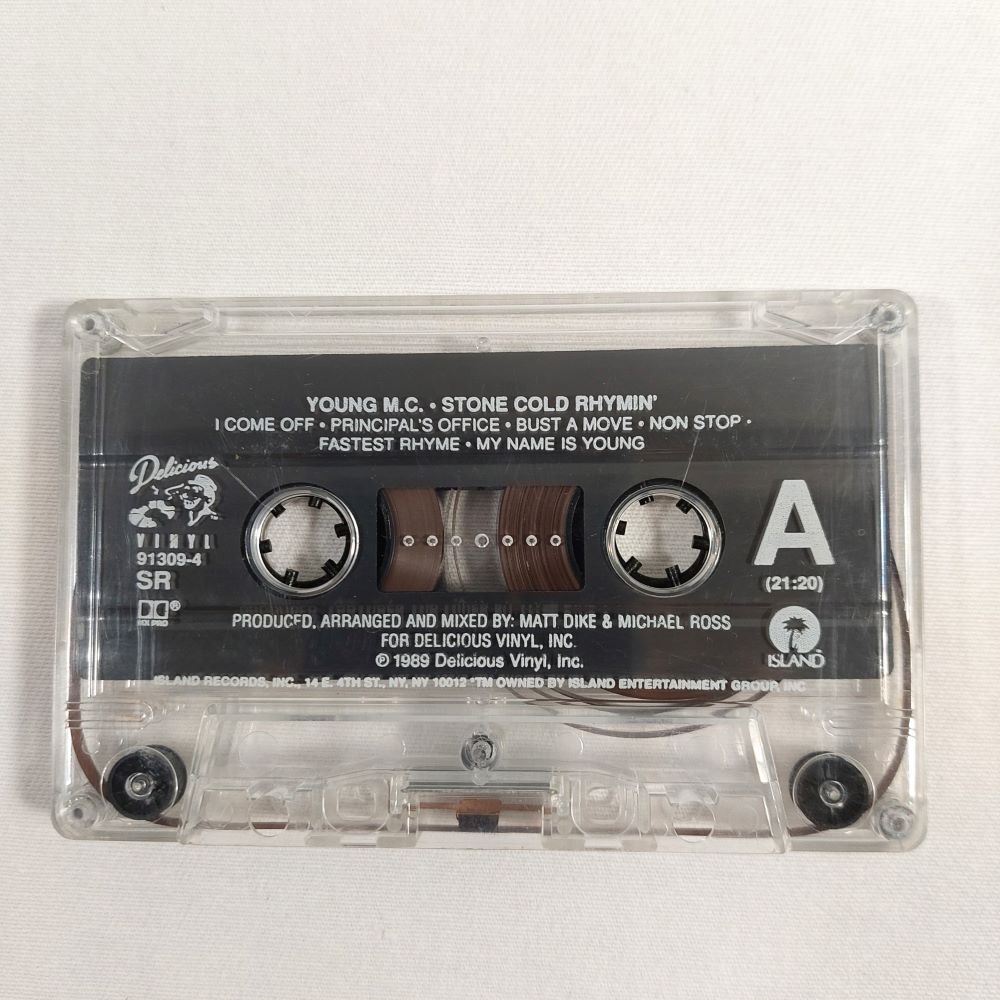 YOUNG M.C. • STONE COLD RHYMIN'
I COME OFF • PRINCIPAL'S OFFICE • BUST A MOVE • NON STOP •
FASTEST RHYME • MY NAME IS YOUNG
Delicious
VINYL
91309-4
SR
HX PRO
A
(21:20)
PRODUCED, ARRANGED AND MIXED BY: MATT DIKE & MICHAEL ROSS
FOR DELICIOUS VINYL, INC.
℗ 1989 Delicious Vinyl, Inc.
ISLAND
ISLAND RECORDS, INC., 14 E. 4TH ST., NY, NY 10012 *TM OWNED BY ISLAND ENTERTAINMENT GROUP, INC